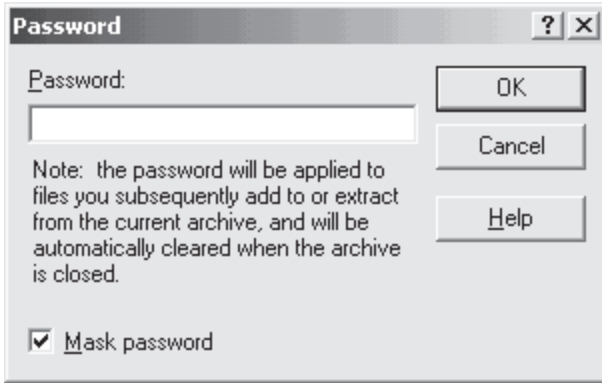 Password
Password:
OK
Cancel
Note:  the password will be applied to
files you subsequently add to or extract
from the current archive, and will be
automatically cleared when the archive
is closed.
Help
Mask password